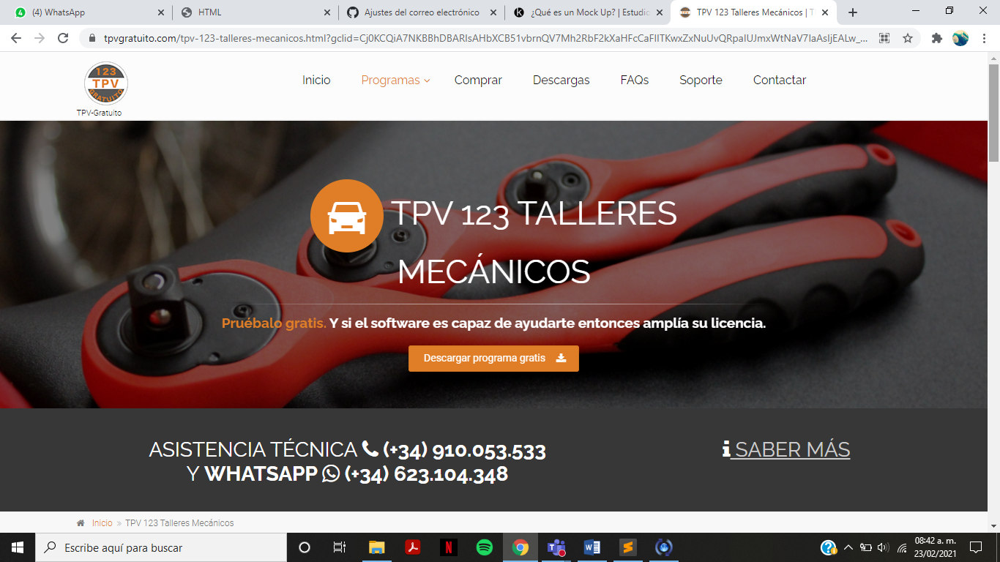 (4) WhatsApp
HTML
Ajustes del correo electrónico
¿Qué es un Mock Up? | Estudio
TPV 123 Talleres Mecánicos | T
tpvgratuito.com/tpv-123-talleres-mecanicos.html?gclid=Cj0KCQiA7NKBBhDBARIsAHbXCB51vbrnQV7Mh2RbF2kXaHFcCaFlITKwxZxNuUvQRpaIUJmxWtNaV7IaAsIjEALw_...
123
TPV
GRATUITO
TPV-Gratuito
Inicio
Programas
Comprar
Descargas
FAQs
Soporte
Contactar
TPV 123 TALLERES
MECÁNICOS
Pruébalo gratis. Y si el software es capaz de ayudarte entonces amplía su licencia.
Descargar programa gratis
ASISTENCIA TÉCNICA (+34) 910.053.533
Y WHATSAPP (+34) 623.104.348
SABER MÁS
Inicio » TPV 123 Talleres Mecánicos
Escribe aquí para buscar
08:42 a. m.
23/02/2021